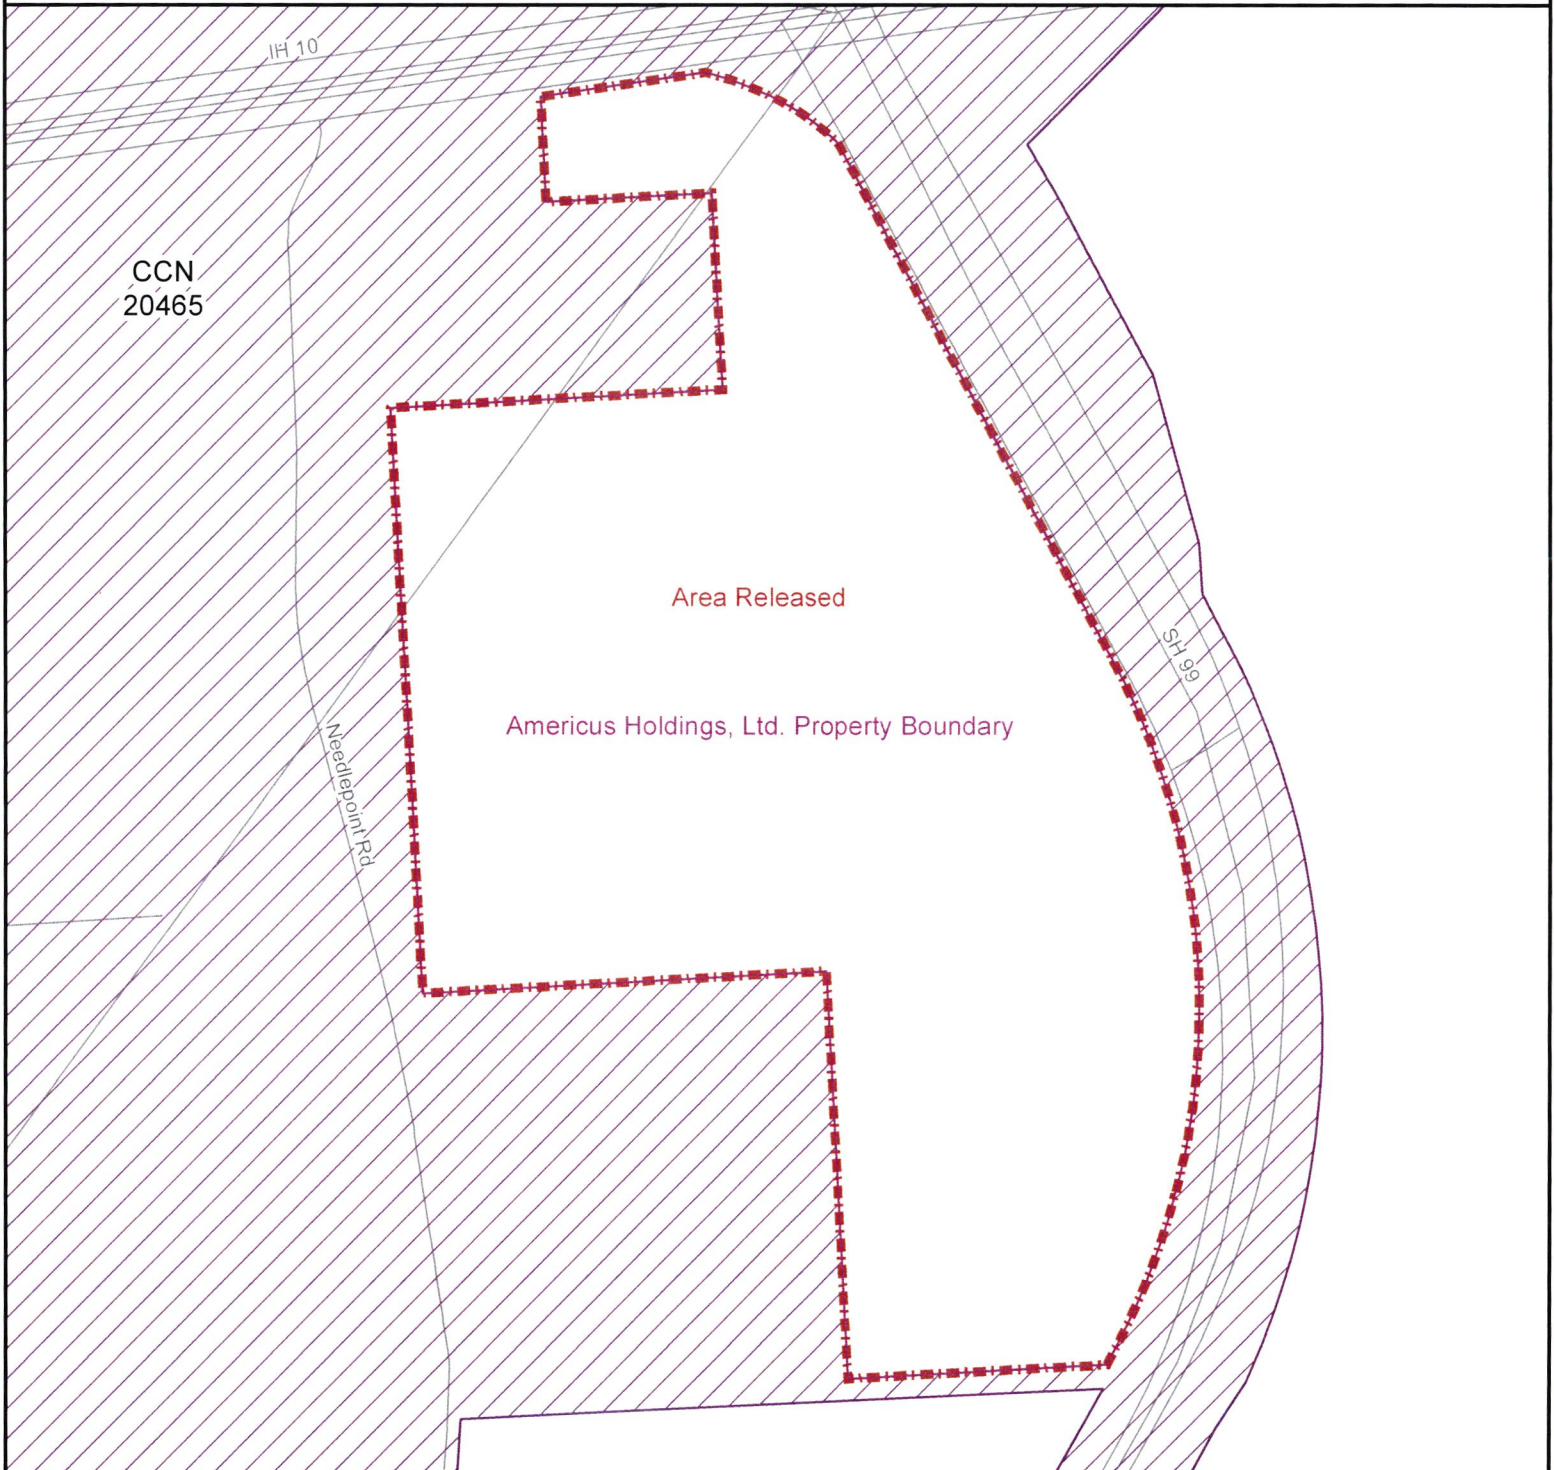 IH 10
CCN
20465
Area Released
SH 99
Americus Holdings, Ltd. Property Boundary
Needlepoint Rd